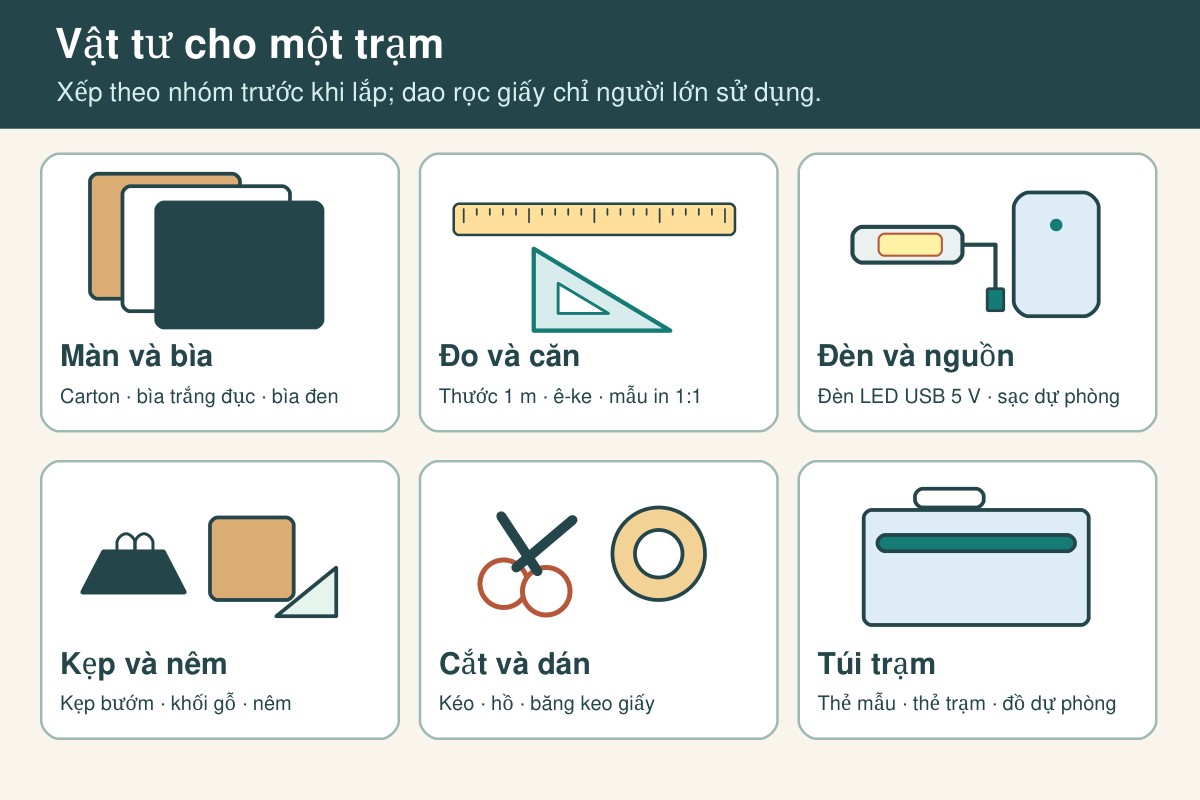 Vật tư cho một trạm
Xếp theo nhóm trước khi lắp; dao rọc giấy chỉ người lớn sử dụng.
Màn và bìa
Carton · bìa trắng đục · bìa đen
Đo và căn
Thước 1 m · ê-ke · mẫu in 1:1
Đèn và nguồn
Đèn LED USB 5 V · sạc dự phòng
Kẹp và nêm
Kẹp bướm · khối gỗ · nêm
Cắt và dán
Kéo · hồ · băng keo giấy
Túi trạm
Thẻ mẫu · thẻ trạm · đồ dự phòng